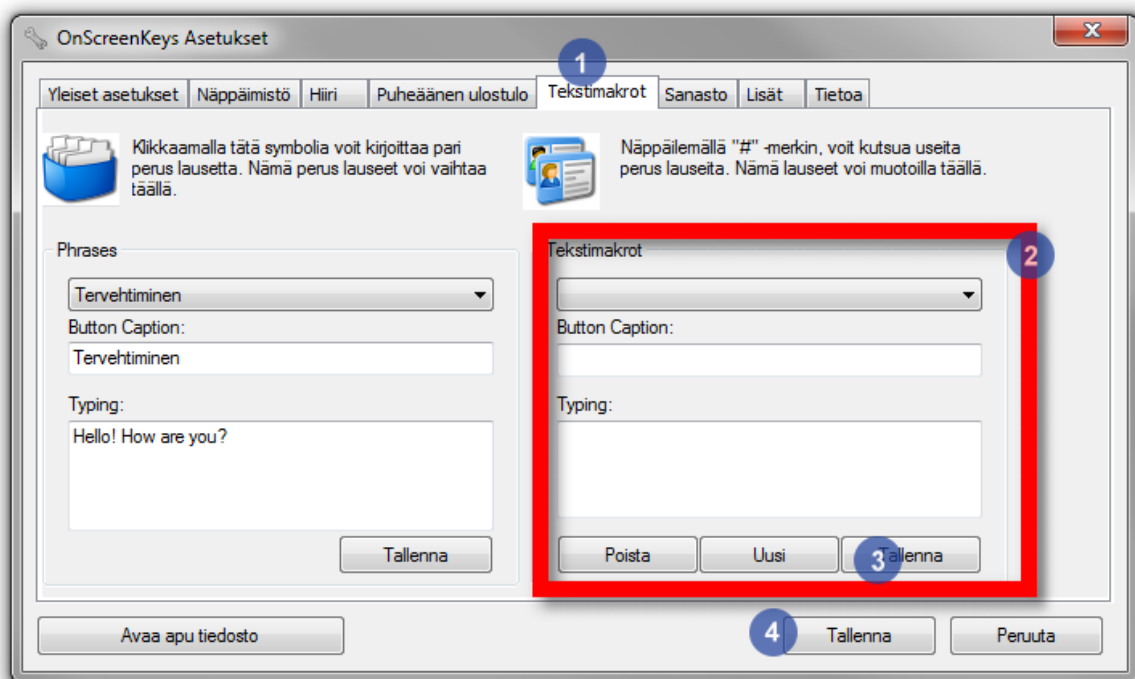 OnScreenKeys Asetukset
1
Yleiset asetukset Näppäimistö Hiiri Puheäänen ulostulo Tekstimakrot Sanasto Lisät Tietoa
Klikkaamalla tätä symbolia voit kirjoittaa pari
perus lausetta. Nämä perus lauseet voi vaihtaa
täällä.
Näppäilemällä "#" -merkin, voit kutsua useita
perus lauseita. Nämä lauseet voi muotoilla täällä.
Phrases
Tervehtiminen
Button Caption:
Tervehtiminen
Typing:
Hello! How are you?
Tallenna
Tekstimakrot
2
Button Caption:
Typing:
Poista Uusi 3 Tallenna
Avaa apu tiedosto
4 Tallenna Peruuta